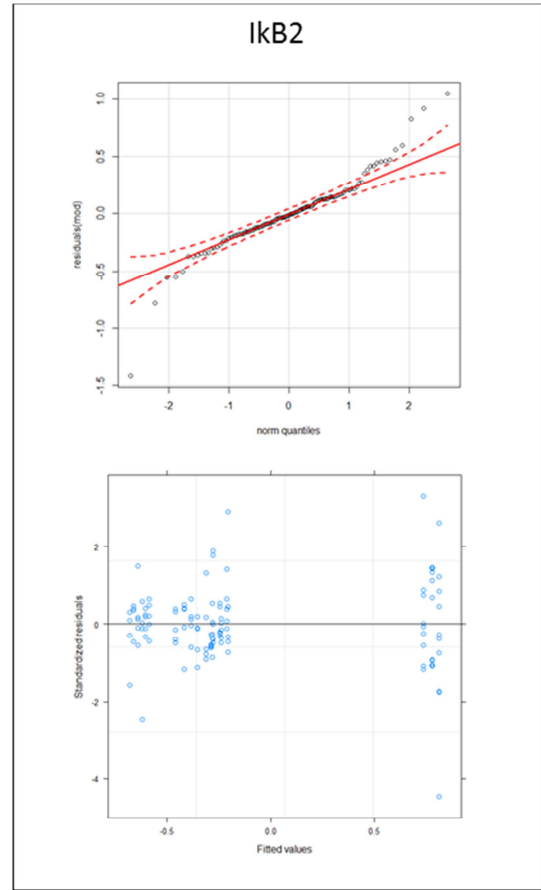 IkB2
1.0
0.5
0.0
-0.5
-1.0
-1.5
residuals(mod)
-2 -1 0 1 2
norm quantiles
2
0
-2
-4
Standardized residuals
-0.5 0.0 0.5
Fitted values